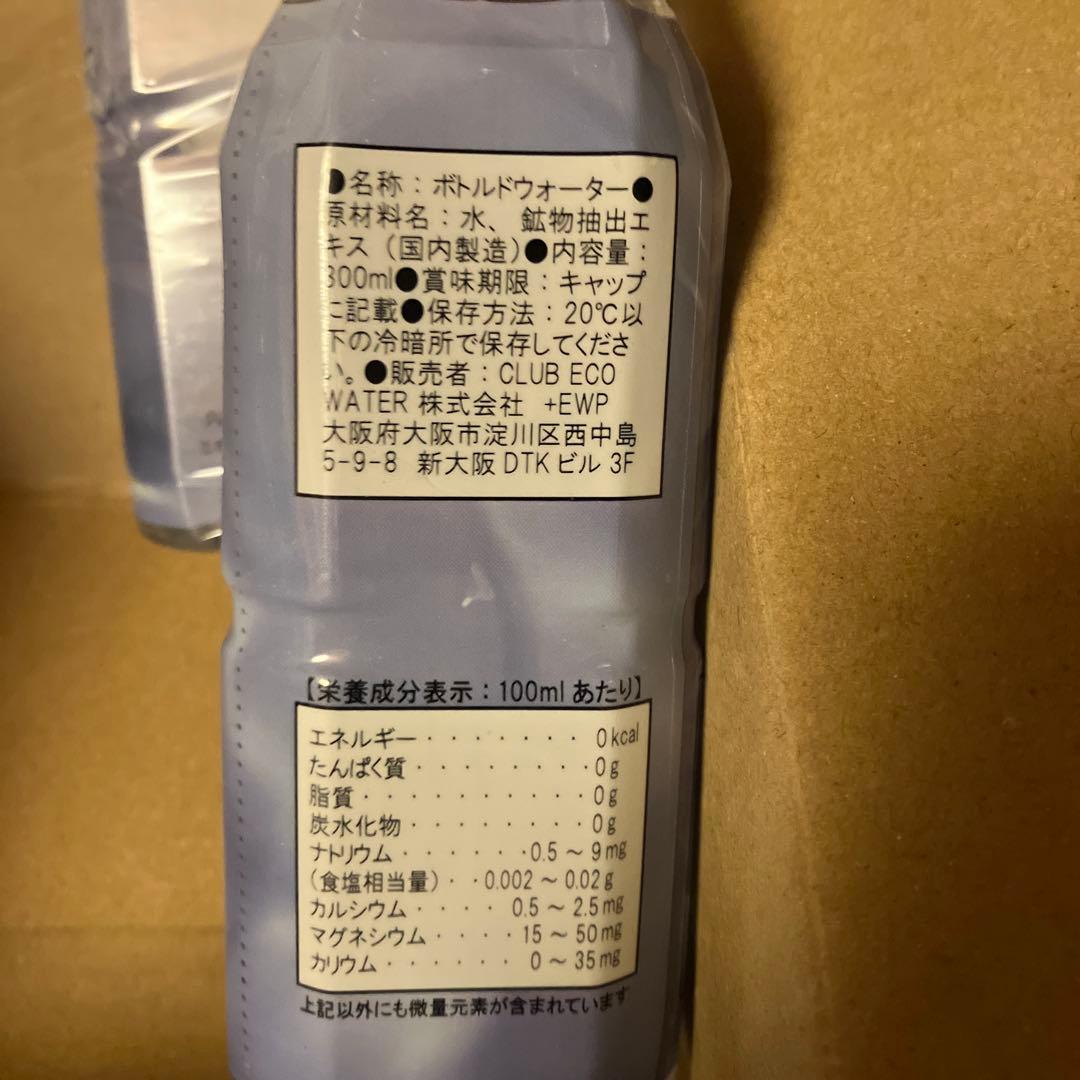 ●名称：ボトルドウォーター●
原材料名：水、鉱物抽出エ
キス（国内製造）●内容量：
300ml●賞味期限：キャップ
に記載●保存方法：20℃以
下の冷暗所で保存してくださ
い。●販売者：CLUB ECO
WATER 株式会社 +EWP
大阪府大阪市淀川区西中島
5-9-8 新大阪 DTK ビル 3F
【栄養成分表示：100ml あたり】
エネルギー・・・・・・・0kcal
たんぱく質・・・・・・・・0g
脂質・・・・・・・・・・0g
炭水化物・・・・・・・・0g
ナトリウム・・・・・・0.5～9mg
（食塩相当量）・・0.002～0.02g
カルシウム・・・・0.5～2.5mg
マグネシウム・・・・15～50mg
カリウム・・・・・・0～35mg
上記以外にも微量元素が含まれています